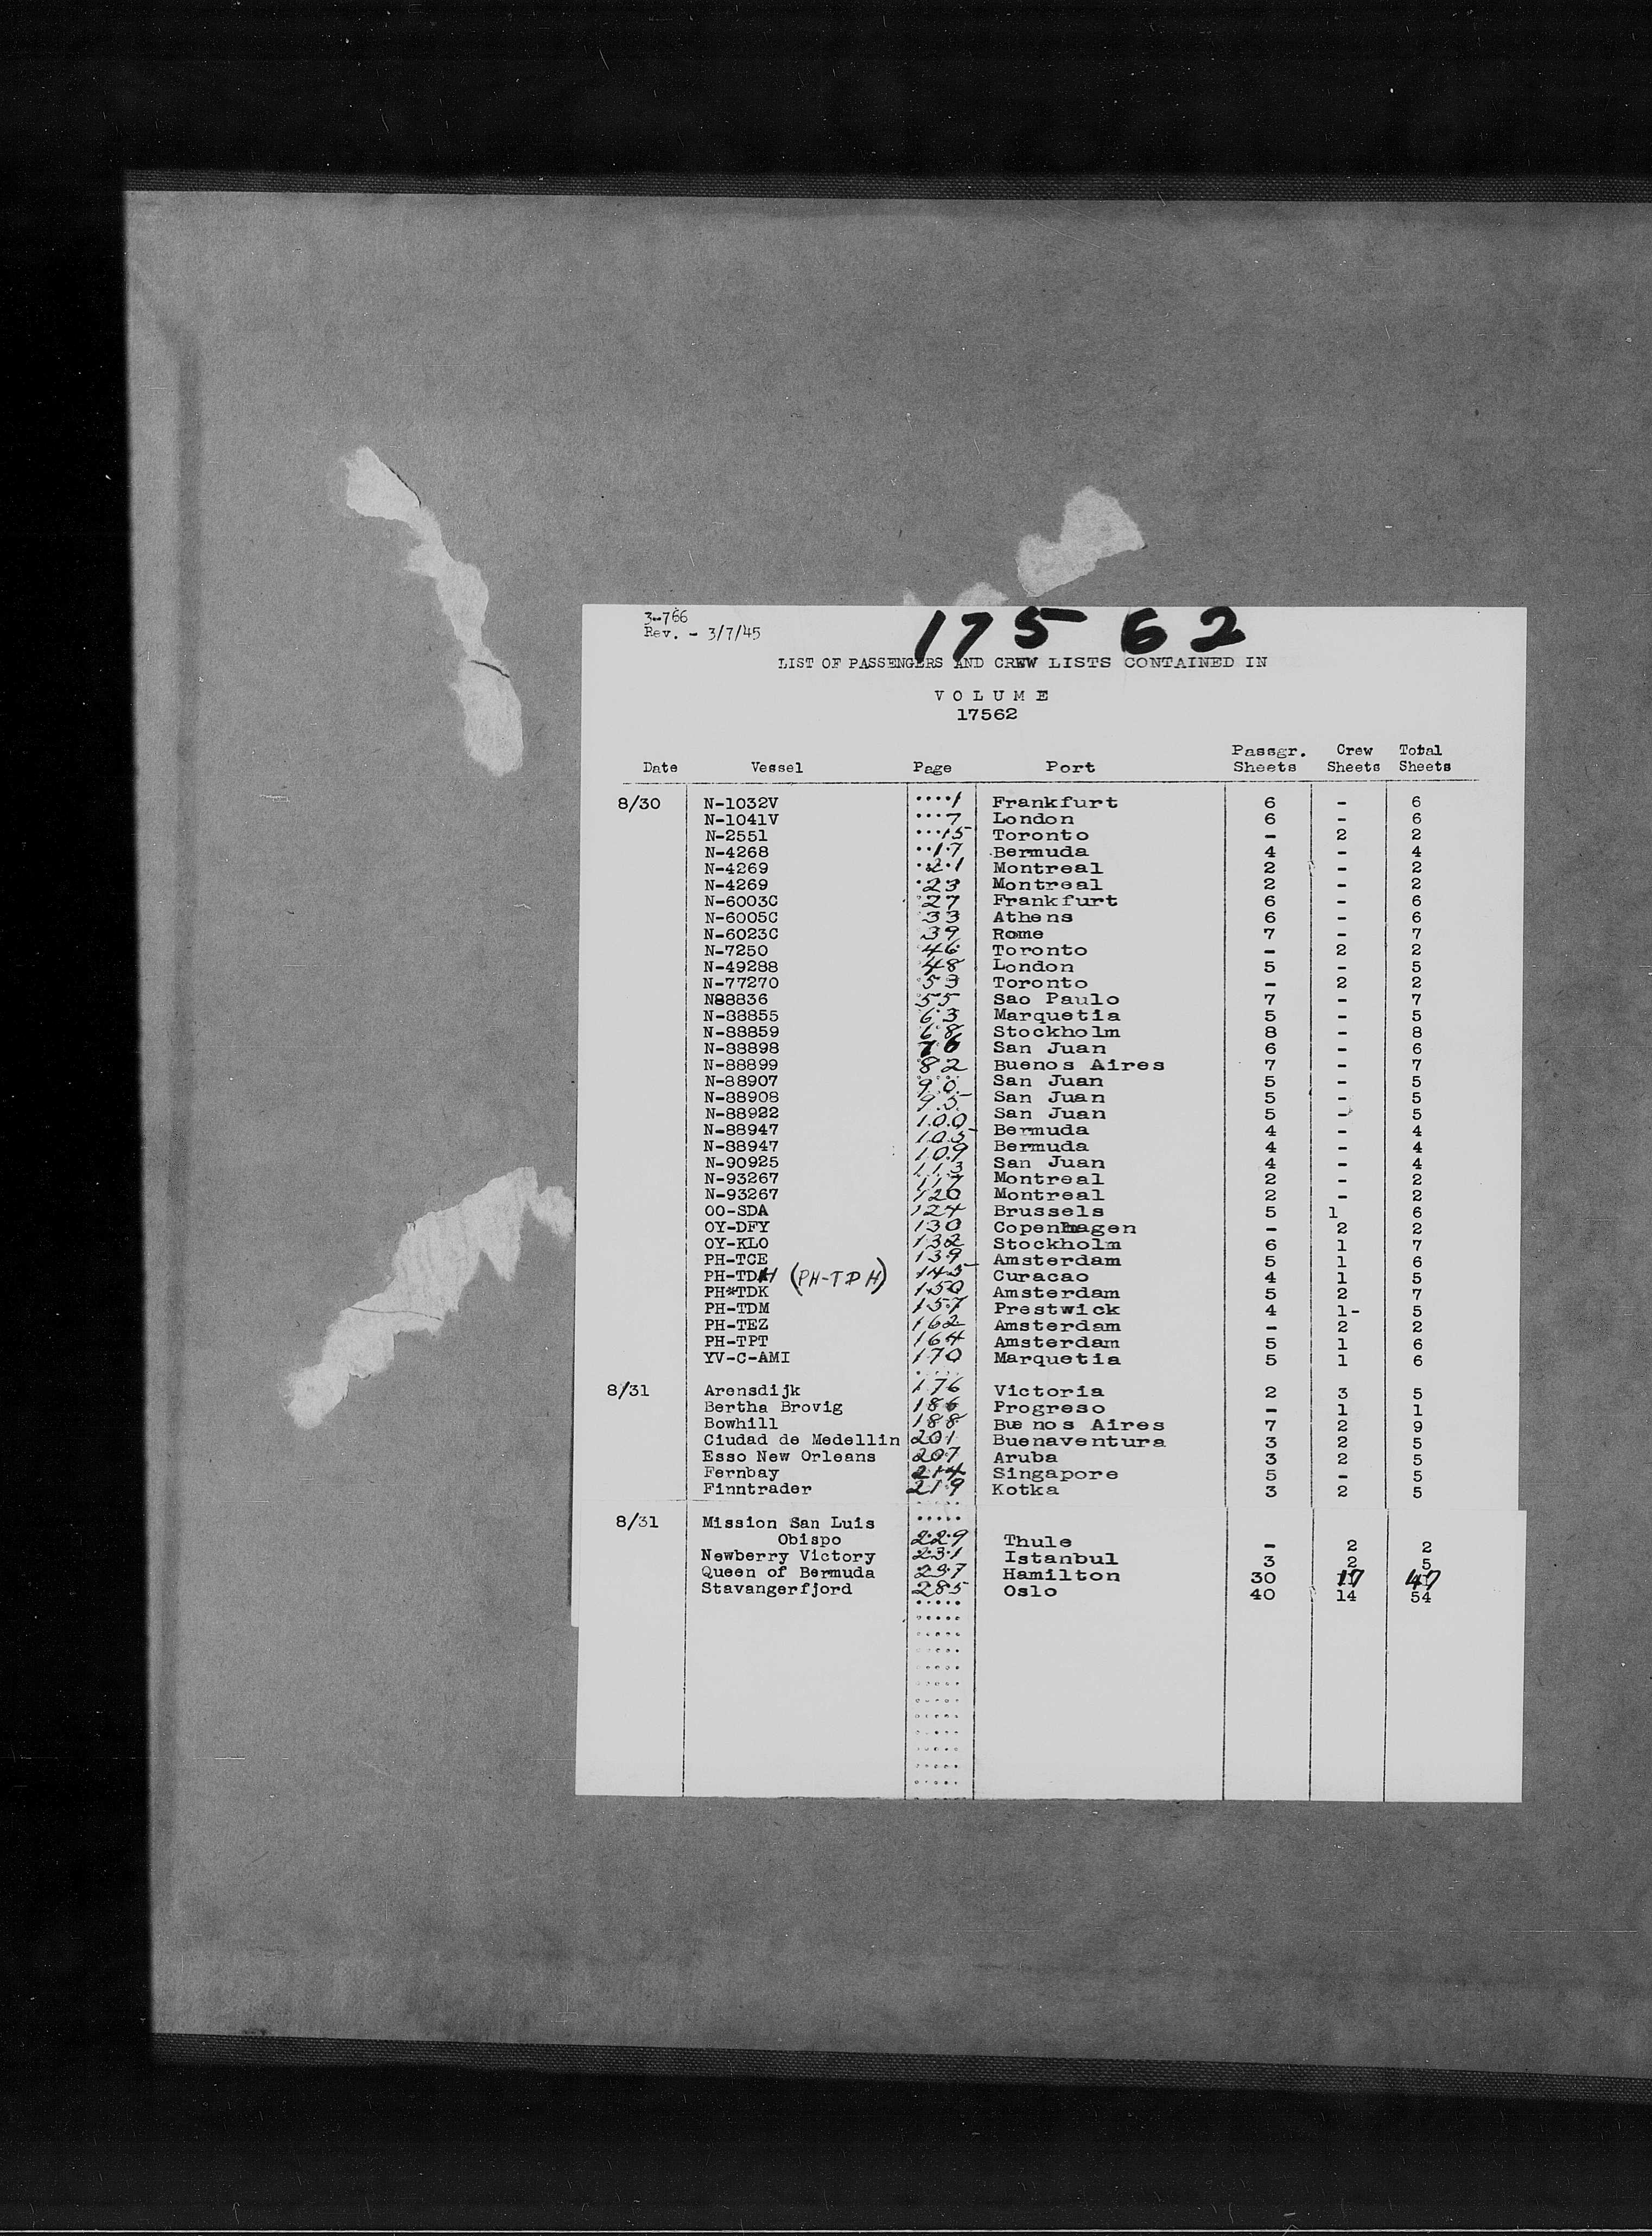 3-766
Rev. - 3/7/45
17562
LIST OF PASSENGERS AND CREW LISTS CONTAINED IN
VOLUME
17562
Date Vessel Page Port Passgr. Sheets Crew Sheets Total Sheets
8/30 N-1032V 1 Frankfurt 6 - 6
N-1041V 7 London 6 - 6
N-2551 15 Toronto - 2 2
N-4268 17 Bermuda 4 - 4
N-4269 21 Montreal 2 - 2
N-4269 23 Montreal 2 - 2
N-6003C 27 Frankfurt 6 - 6
N-6005C 33 Athens 6 - 6
N-6023C 39 Rome 7 - 7
N-7250 46 Toronto - 2 2
N-49288 48 London 5 - 5
N-77270 53 Toronto - 2 2
N88836 55 Sao Paulo 7 - 7
N-88855 63 Marquetia 5 - 5
N-88859 68 Stockholm 8 - 8
N-88898 76 San Juan 6 - 6
N-88899 82 Buenos Aires 7 - 7
N-88907 90 San Juan 5 - 5
N-88908 95 San Juan 5 - 5
N-88922 100 San Juan 5 - 5
N-88947 105 Bermuda 4 - 4
N-88947 109 Bermuda 4 - 4
N-90925 113 San Juan 4 - 4
N-93267 117 Montreal 2 - 2
N-93267 120 Montreal 2 - 2
OO-SDA 124 Brussels 5 1 6
OY-DFY 130 Copenhagen - 2 2
OY-KLO 132 Stockholm 6 1 7
PH-TCE 139 Amsterdam 5 1 6
PH-TDH (PH-TDH) 145 Curacao 4 1 5
PH*TDK 150 Amsterdam 5 2 7
PH-TDM 157 Prestwick 4 1- 5
PH-TEZ 162 Amsterdam - 2 2
PH-TPT 164 Amsterdam 5 1 6
YV-C-AMI 170 Marquetia 5 1 6
8/31 Arensdijk 176 Victoria 2 3 5
Bertha Brovig 186 Progreso - 1 1
Bowhill 188 Buenos Aires 7 2 9
Ciudad de Medellin 201 Buenaventura 3 2 5
Esso New Orleans 207 Aruba 3 2 5
Fernbay 214 Singapore 5 - 5
Finntrader 219 Kotka 3 2 5
8/31 Mission San Luis
Obispo 229 Thule - 2 2
Newberry Victory 231 Istanbul 3 2 5
Queen of Bermuda 237 Hamilton 30 17 47
Stavangerfjord 285 Oslo 40 14 54